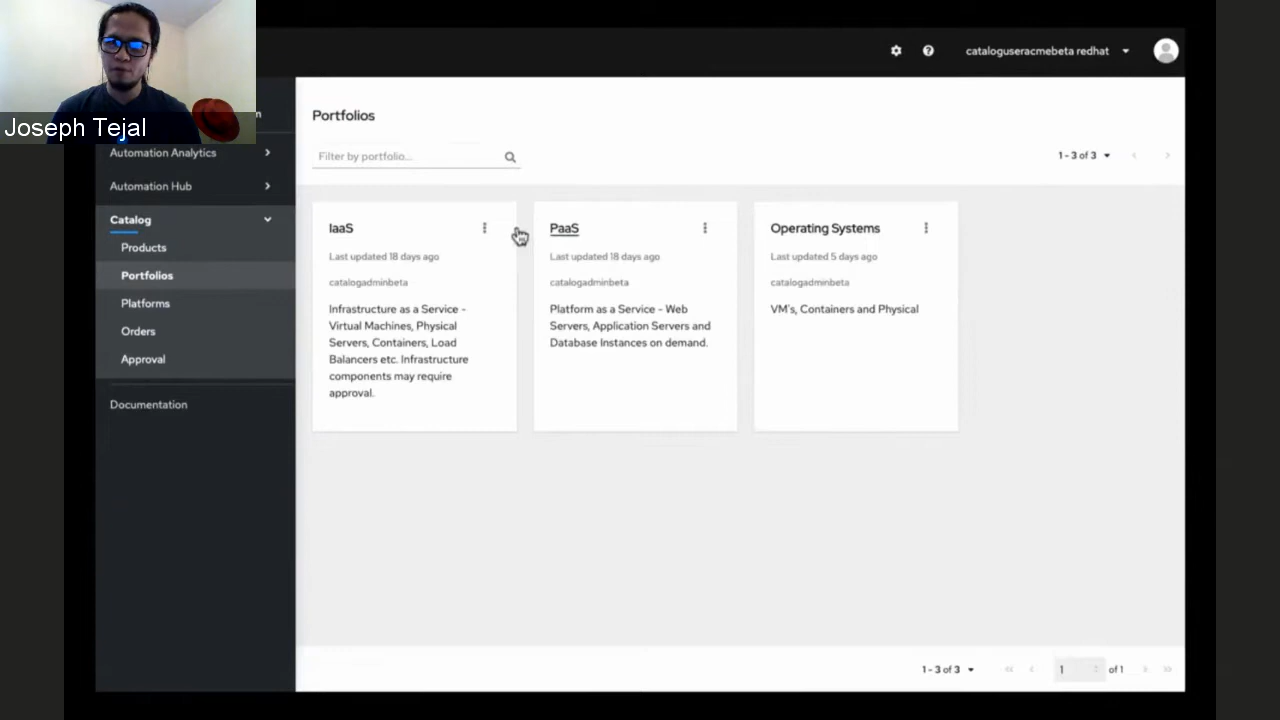 cataloguseracmebeta redhat
Joseph Tejal
Automation Analytics
Automation Hub
Catalog
Products
Portfolios
Platforms
Orders
Approval
Documentation
Portfolios
Filter by portfolio...
1 - 3 of 3
IaaS
Last updated 18 days ago
catalogadminbeta
Infrastructure as a Service -
Virtual Machines, Physical
Servers, Containers, Load
Balancers etc. Infrastructure
components may require
approval.
PaaS
Last updated 18 days ago
catalogadminbeta
Platform as a Service - Web
Servers, Application Servers and
Database Instances on demand.
Operating Systems
Last updated 5 days ago
catalogadminbeta
VM's, Containers and Physical
1 - 3 of 3
1 of 1